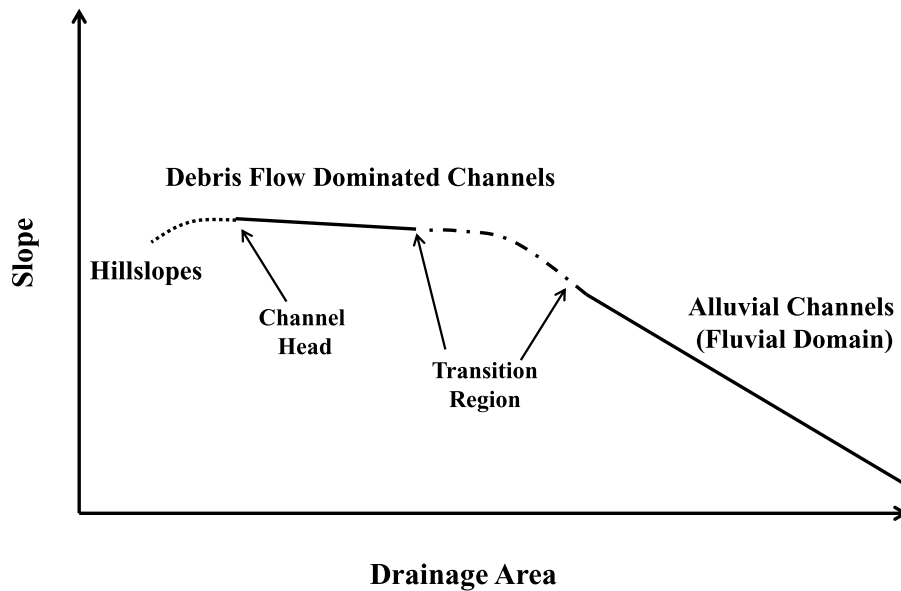 Debris Flow Dominated Channels
Slope
Hillslopes
Channel
Head
Alluvial Channels
(Fluvial Domain)
Transition
Region
Drainage Area